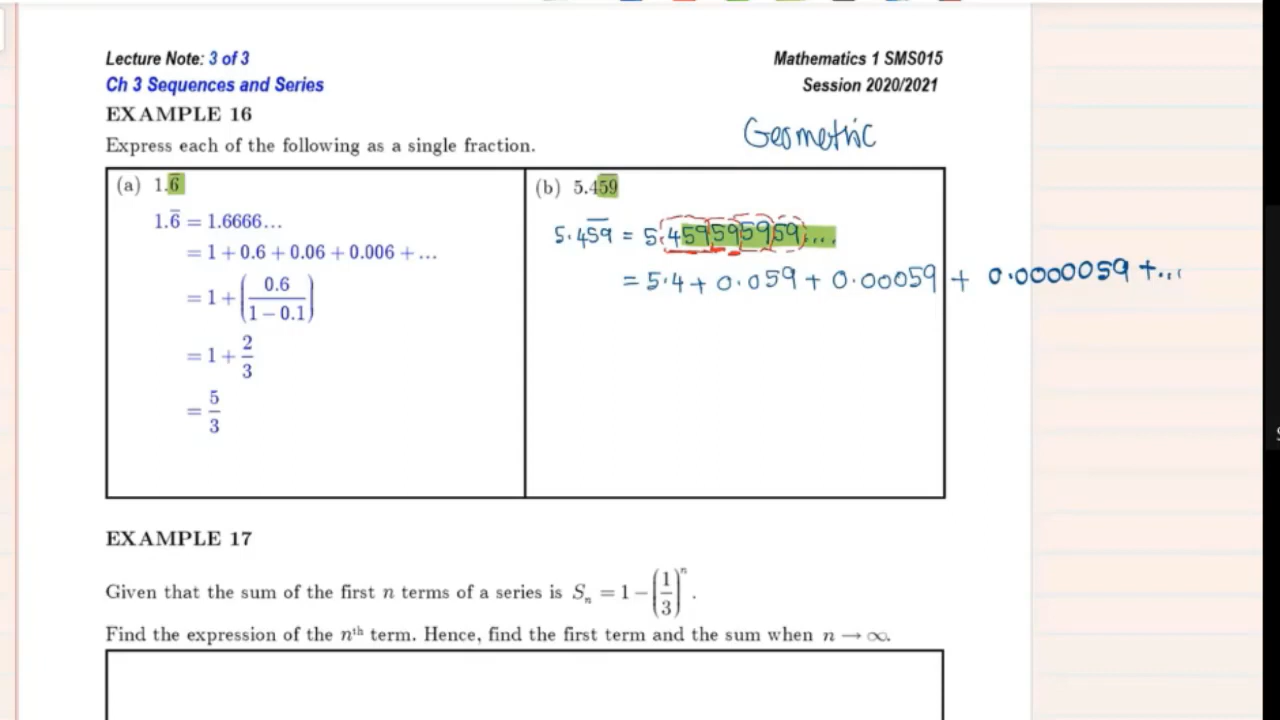 Lecture Note: 3 of 3
Mathematics 1 SMS015
Ch 3 Sequences and Series
Session 2020/2021
EXAMPLE 16
Geometric
Express each of the following as a single fraction.
(a) 1.6̅
1.6̅ = 1.6666…
= 1 + 0.6 + 0.06 + 0.006 + …
= 1 + (0.6/(1 − 0.1))
= 1 + 2/3
= 5/3
(b) 5.45̅9̅
5.45̅9̅ = 5.459595959....
= 5.4 + 0.059 + 0.00059 + 0.0000059 + ...
EXAMPLE 17
Given that the sum of the first n terms of a series is Sₙ = 1 − (1/3)ⁿ.
Find the expression of the nᵗʰ term. Hence, find the first term and the sum when n → ∞.